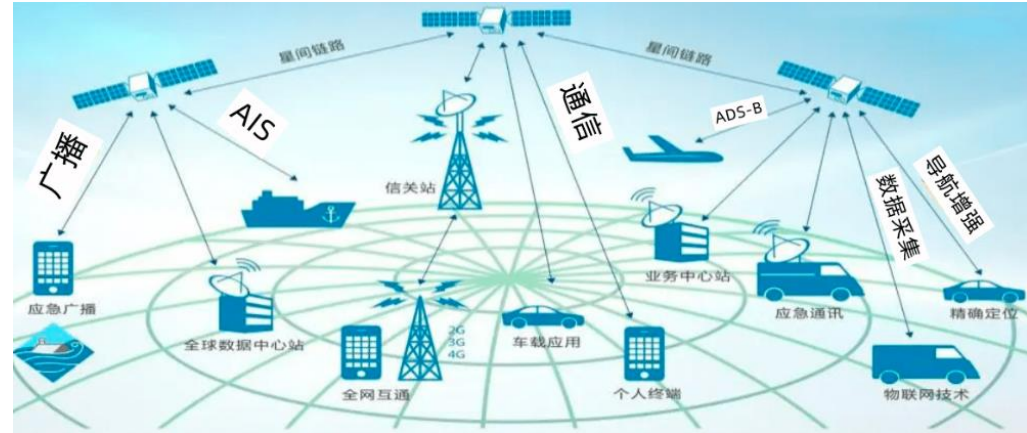 星间链路
星间链路
广播
AIS
通信
ADS-B
信关站
数据采集
导航增强
应急广播
全球数据中心站
2G
3G
4G
全网互通
车载应用
个人终端
业务中心站
应急通讯
精确定位
物联网技术